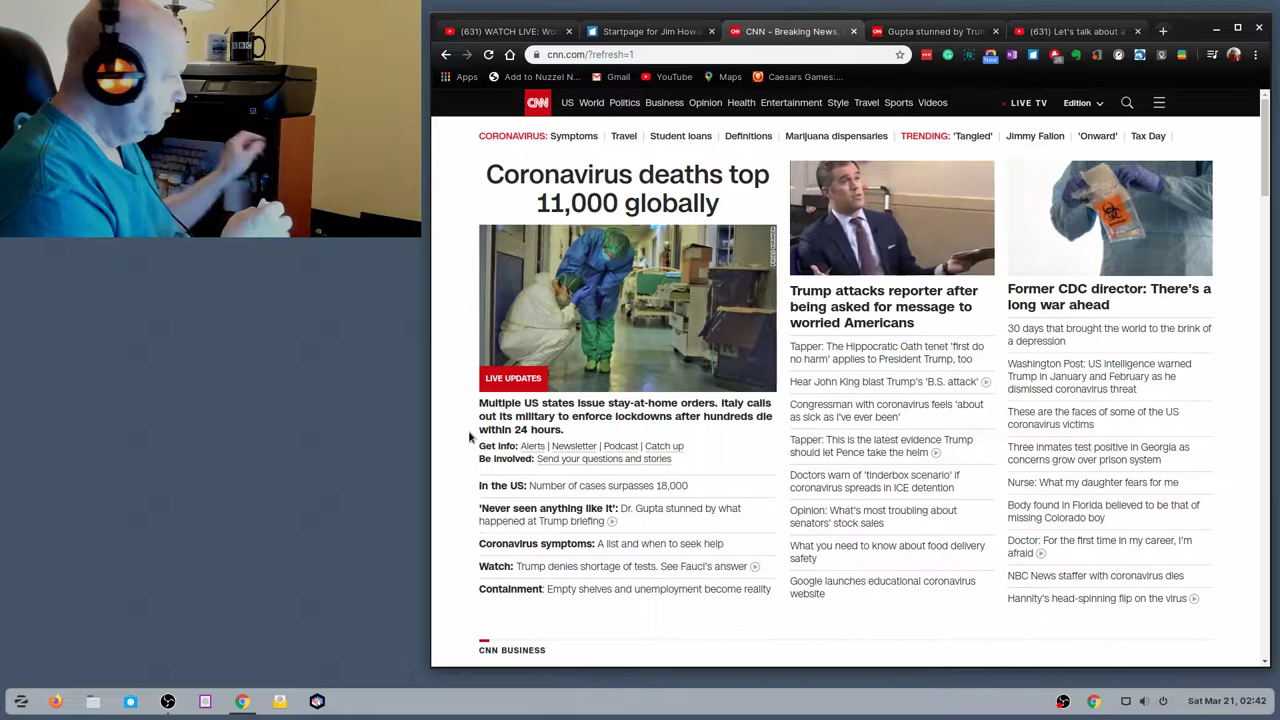 BBC
(631) WATCH LIVE: Wor
Startpage for Jim Howa
CNN - Breaking News,
Gupta stunned by Trum
(631) Let's talk about a
cnn.com/?refresh=1
Apps
Add to Nuzzel N...
Gmail
YouTube
Maps
Caesars Games:...
CNN
US World Politics Business Opinion Health Entertainment Style Travel Sports Videos
LIVE TV
Edition
CORONAVIRUS: Symptoms Travel Student loans Definitions Marijuana dispensaries TRENDING: 'Tangled' Jimmy Fallon 'Onward' Tax Day
Coronavirus deaths top
11,000 globally
LIVE UPDATES
Multiple US states issue stay-at-home orders. Italy calls
out its military to enforce lockdowns after hundreds die
within 24 hours.
Get info: Alerts | Newsletter | Podcast | Catch up
Be involved: Send your questions and stories
In the US: Number of cases surpasses 18,000
'Never seen anything like it': Dr. Gupta stunned by what
happened at Trump briefing
Coronavirus symptoms: A list and when to seek help
Watch: Trump denies shortage of tests. See Fauci's answer
Containment: Empty shelves and unemployment become reality
Trump attacks reporter after
being asked for message to
worried Americans
Tapper: The Hippocratic Oath tenet 'first do
no harm' applies to President Trump, too
Hear John King blast Trump's 'B.S. attack'
Congressman with coronavirus feels 'about
as sick as I've ever been'
Tapper: This is the latest evidence Trump
should let Pence take the helm
Doctors warn of 'tinderbox scenario' if
coronavirus spreads in ICE detention
Opinion: What's most troubling about
senators' stock sales
What you need to know about food delivery
safety
Google launches educational coronavirus
website
Former CDC director: There's a
long war ahead
30 days that brought the world to the brink of
a depression
Washington Post: US intelligence warned
Trump in January and February as he
dismissed coronavirus threat
These are the faces of some of the US
coronavirus victims
Three inmates test positive in Georgia as
concerns grow over prison system
Nurse: What my daughter fears for me
Body found in Florida believed to be that of
missing Colorado boy
Doctor: For the first time in my career, I'm
afraid
NBC News staffer with coronavirus dies
Hannity's head-spinning flip on the virus
CNN BUSINESS
Sat Mar 21, 02:42